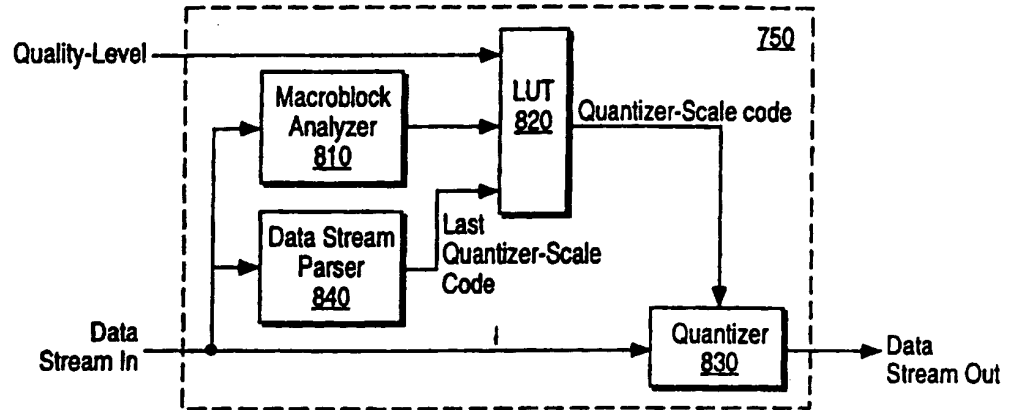 750
Quality-Level
Macroblock
Analyzer
810
LUT
820
Quantizer-Scale code
Data Stream
Parser
840
Last
Quantizer-Scale
Code
Data
Stream In
Quantizer
830
Data
Stream Out